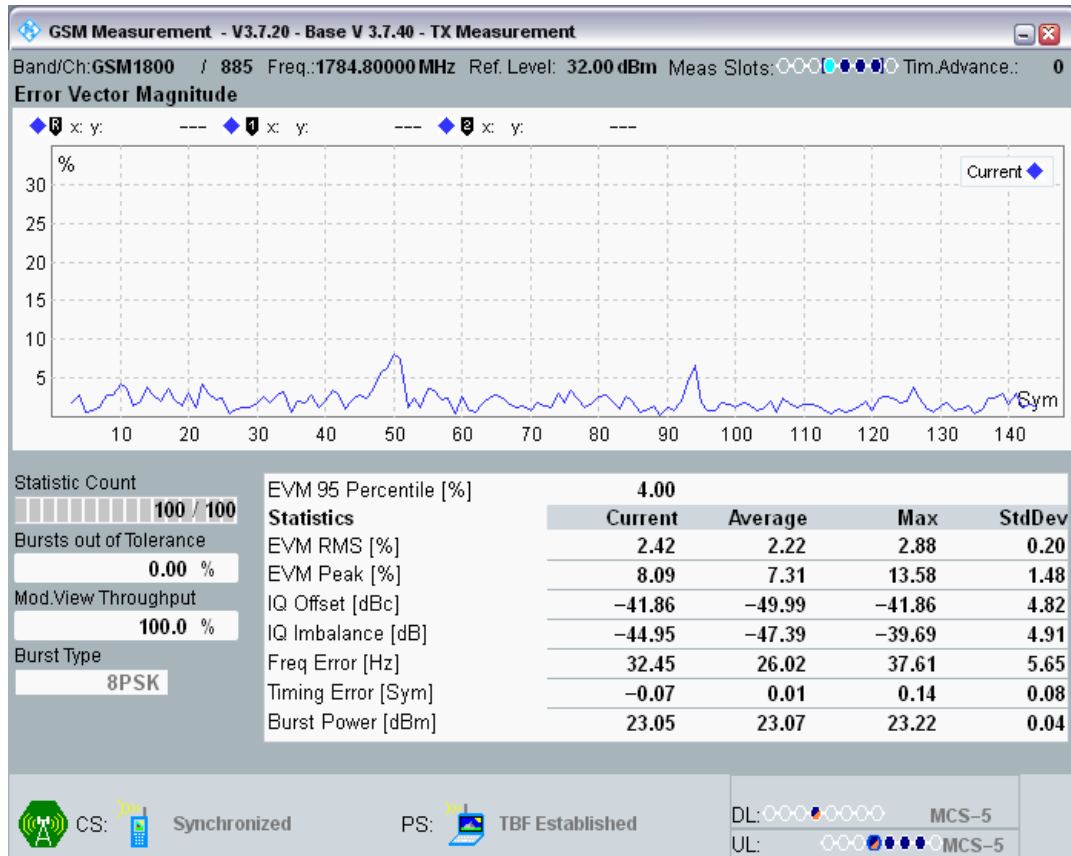 GSM Measurement - V3.7.20 - Base V 3.7.40 - TX Measurement
Band/Ch:GSM1800 / 885 Freq.:1784.80000MHz Ref. Level: 32.00 dBm Meas Slots: Tim.Advance.: 0
Error Vector Magnitude
R x: y: --- 1 x: y: --- 2 x: y: ---
%
Current
30
25
20
15
10
5
Sym
10 20 30 40 50 60 70 80 90 100 110 120 130 140
Statistic Count
100 / 100
Bursts out of Tolerance
0.00 %
Mod.View Throughput
100.0 %
Burst Type
8PSK
EVM 95 Percentile [%] 4.00
Statistics Current Average Max StdDev
EVM RMS [%] 2.42 2.22 2.88 0.20
EVM Peak [%] 8.09 7.31 13.58 1.48
IQ Offset [dBc] −41.86 −49.99 −41.86 4.82
IQ Imbalance [dB] −44.95 −47.39 −39.69 4.91
Freq Error [Hz] 32.45 26.02 37.61 5.65
Timing Error [Sym] −0.07 0.01 0.14 0.08
Burst Power [dBm] 23.05 23.07 23.22 0.04
CS: Synchronized PS: TBF Established
DL: MCS−5
UL: MCS−5